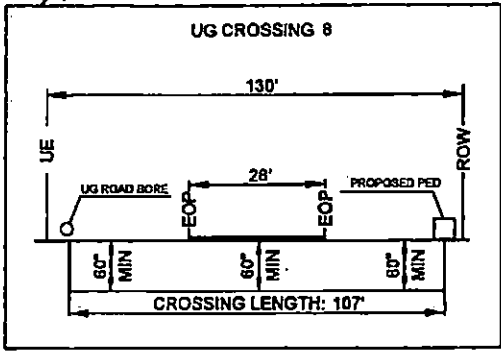 UG CROSSING 8
130'
UE
ROW
UG ROAD BORE
28'
PROPOSED PED
EOP
EOP
60" MIN
60" MIN
60" MIN
CROSSING LENGTH: 107'